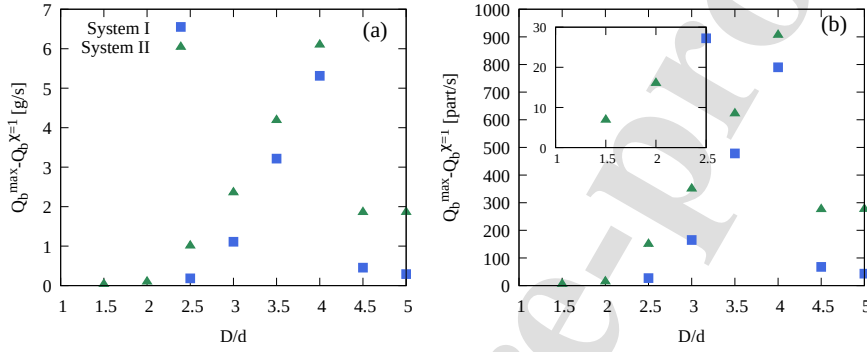 (a)
System I
System II
Q_b^max-Q_b^χ=1 [g/s]
7
6
5
4
3
2
1
0
1 1.5 2 2.5 3 3.5 4 4.5 5
D/d
(b)
Q_b^max-Q_b^χ=1 [part/s]
1000
900
800
700
600
500
400
300
200
100
0
30
20
10
0
1 1.5 2 2.5
1 1.5 2 2.5 3 3.5 4 4.5 5
D/d
re-pro